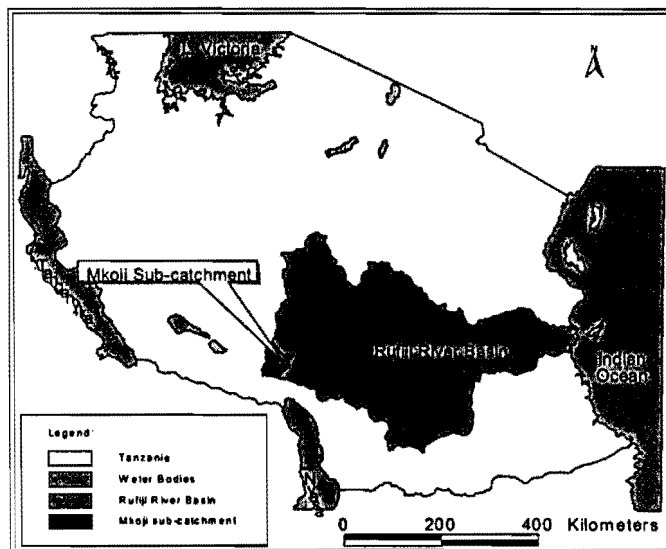 L. Victoria
N
Mkoji Sub-catchment
Rufiji River Basin
Indian
Ocean
Legend:
Tanzania
Water Bodies
Rufiji River Basin
Mkoji sub-catchment
0 200 400 Kilometers